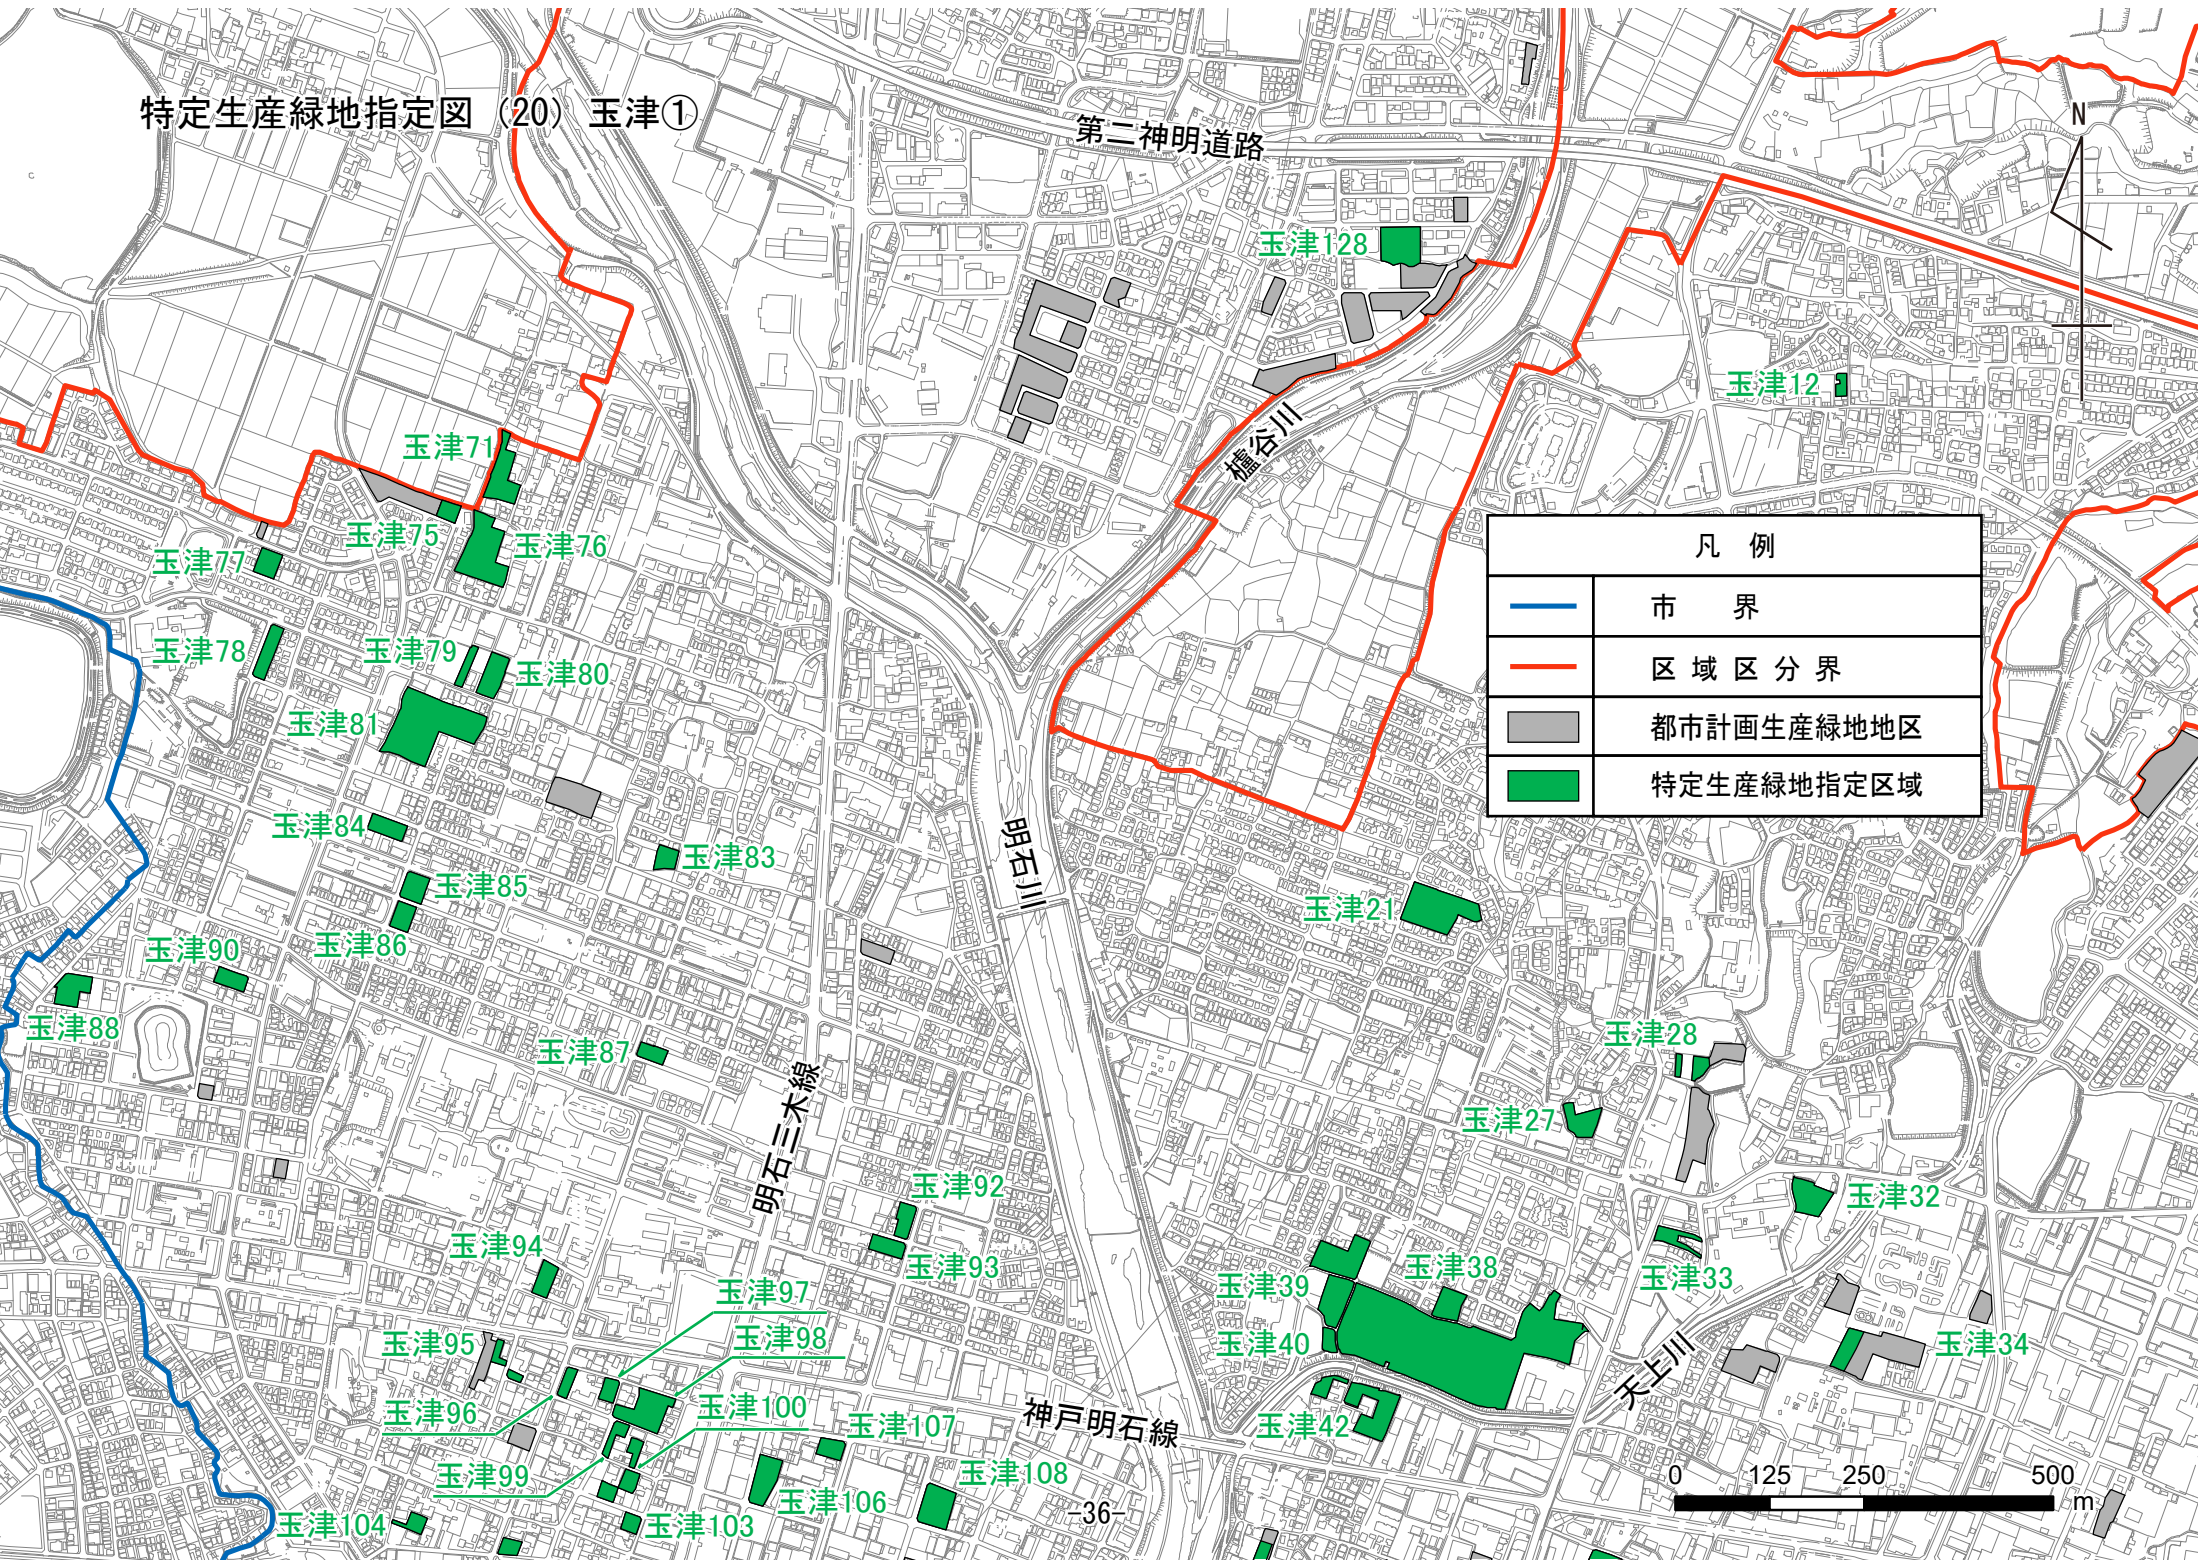 特定生産緑地指定図 (20) 玉津①
第二神明道路
N
玉津128
玉津12
玉津71
櫨谷川
玉津75
玉津76
玉津77
凡 例
市 界
区 域 区 分 界
都市計画生産緑地地区
特定生産緑地指定区域
玉津78
玉津79
玉津80
玉津81
玉津84
玉津83
明石川
玉津85
玉津21
玉津86
玉津90
玉津88
玉津87
玉津28
明石三木線
玉津27
玉津92
玉津32
玉津94
玉津93
玉津38
玉津33
玉津39
玉津97
玉津98
玉津40
玉津95
玉津34
天上川
玉津96
玉津100
神戸明石線
玉津42
玉津107
玉津99
玉津108
玉津106
0 125 250 500 m
玉津104
玉津103
-36-